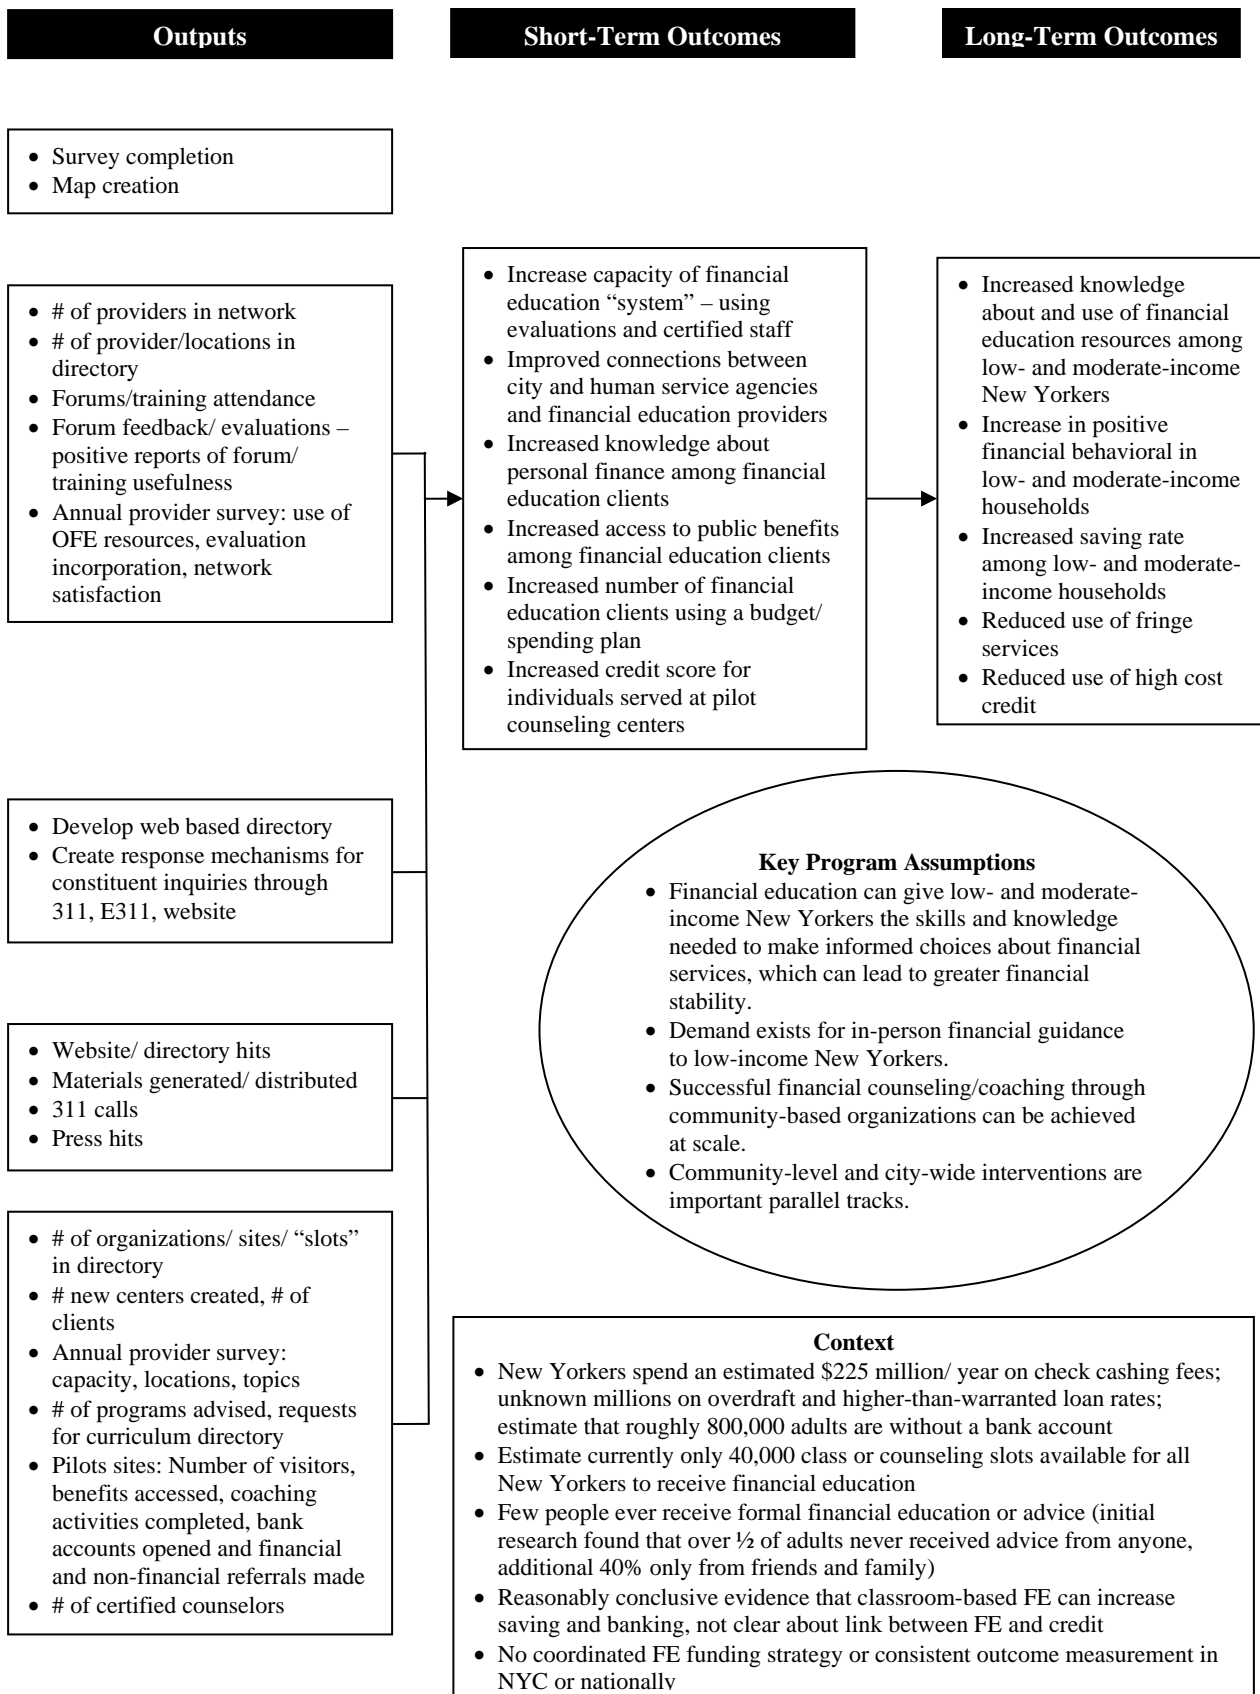 Outputs
Short-Term Outcomes
Long-Term Outcomes
• Survey completion
• Map creation
• # of providers in network
• # of provider/locations in
directory
• Forums/training attendance
• Forum feedback/ evaluations –
positive reports of forum/
training usefulness
• Annual provider survey: use of
OFE resources, evaluation
incorporation, network
satisfaction
• Develop web based directory
• Create response mechanisms for
constituent inquiries through
311, E311, website
• Website/ directory hits
• Materials generated/ distributed
• 311 calls
• Press hits
• # of organizations/ sites/ “slots”
in directory
• # new centers created, # of
clients
• Annual provider survey:
capacity, locations, topics
• # of programs advised, requests
for curriculum directory
• Pilots sites: Number of visitors,
benefits accessed, coaching
activities completed, bank
accounts opened and financial
and non-financial referrals made
• # of certified counselors
• Increase capacity of financial
education “system” – using
evaluations and certified staff
• Improved connections between
city and human service agencies
and financial education providers
• Increased knowledge about
personal finance among financial
education clients
• Increased access to public benefits
among financial education clients
• Increased number of financial
education clients using a budget/
spending plan
• Increased credit score for
individuals served at pilot
counseling centers
• Increased knowledge
about and use of financial
education resources among
low- and moderate-income
New Yorkers
• Increase in positive
financial behavioral in
low- and moderate-income
households
• Increased saving rate
among low- and moderate-
income households
• Reduced use of fringe
services
• Reduced use of high cost
credit
Key Program Assumptions
• Financial education can give low- and moderate-
income New Yorkers the skills and knowledge
needed to make informed choices about financial
services, which can lead to greater financial
stability.
• Demand exists for in-person financial guidance
to low-income New Yorkers.
• Successful financial counseling/coaching through
community-based organizations can be achieved
at scale.
• Community-level and city-wide interventions are
important parallel tracks.
Context
• New Yorkers spend an estimated $225 million/ year on check cashing fees;
unknown millions on overdraft and higher-than-warranted loan rates;
estimate that roughly 800,000 adults are without a bank account
• Estimate currently only 40,000 class or counseling slots available for all
New Yorkers to receive financial education
• Few people ever receive formal financial education or advice (initial
research found that over ½ of adults never received advice from anyone,
additional 40% only from friends and family)
• Reasonably conclusive evidence that classroom-based FE can increase
saving and banking, not clear about link between FE and credit
• No coordinated FE funding strategy or consistent outcome measurement in
NYC or nationally